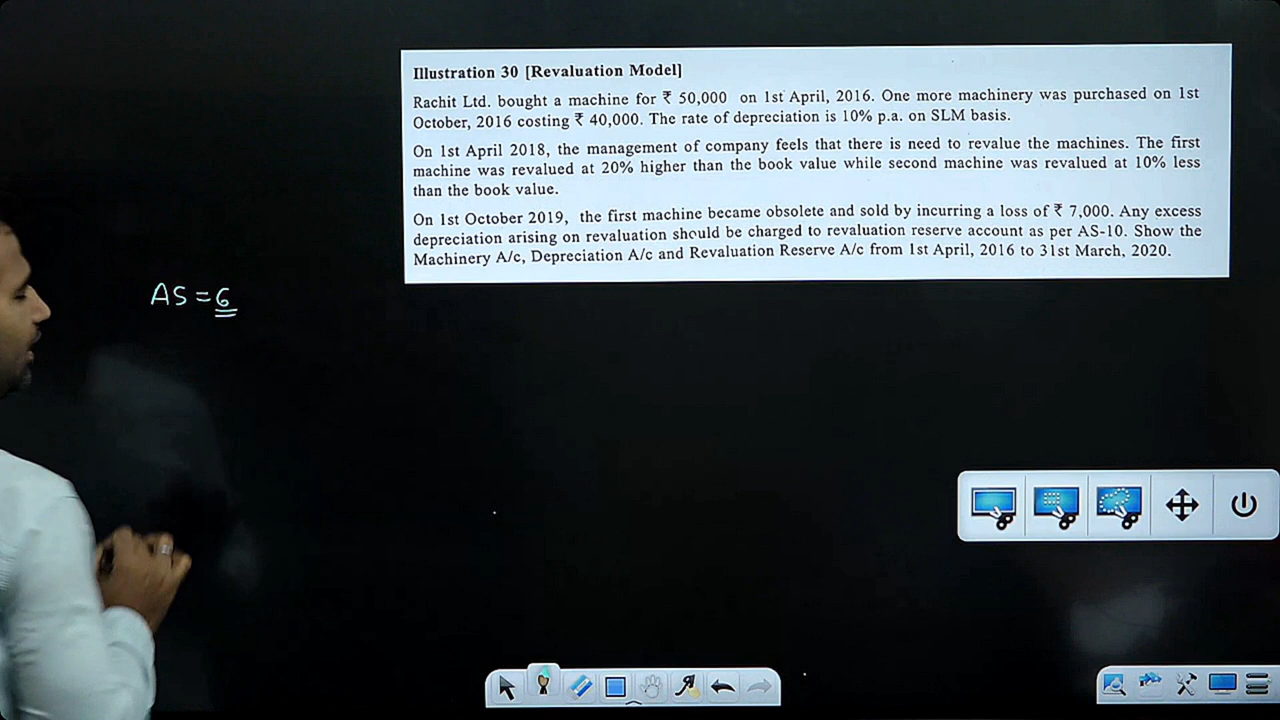 Illustration 30 [Revaluation Model]
Rachit Ltd. bought a machine for ₹ 50,000 on 1st April, 2016. One more machinery was purchased on 1st
October, 2016 costing ₹ 40,000. The rate of depreciation is 10% p.a. on SLM basis.
On 1st April 2018, the management of company feels that there is need to revalue the machines. The first
machine was revalued at 20% higher than the book value while second machine was revalued at 10% less
than the book value.
On 1st October 2019, the first machine became obsolete and sold by incurring a loss of ₹ 7,000. Any excess
depreciation arising on revaluation should be charged to revaluation reserve account as per AS-10. Show the
Machinery A/c, Depreciation A/c and Revaluation Reserve A/c from 1st April, 2016 to 31st March, 2020.
AS = 6